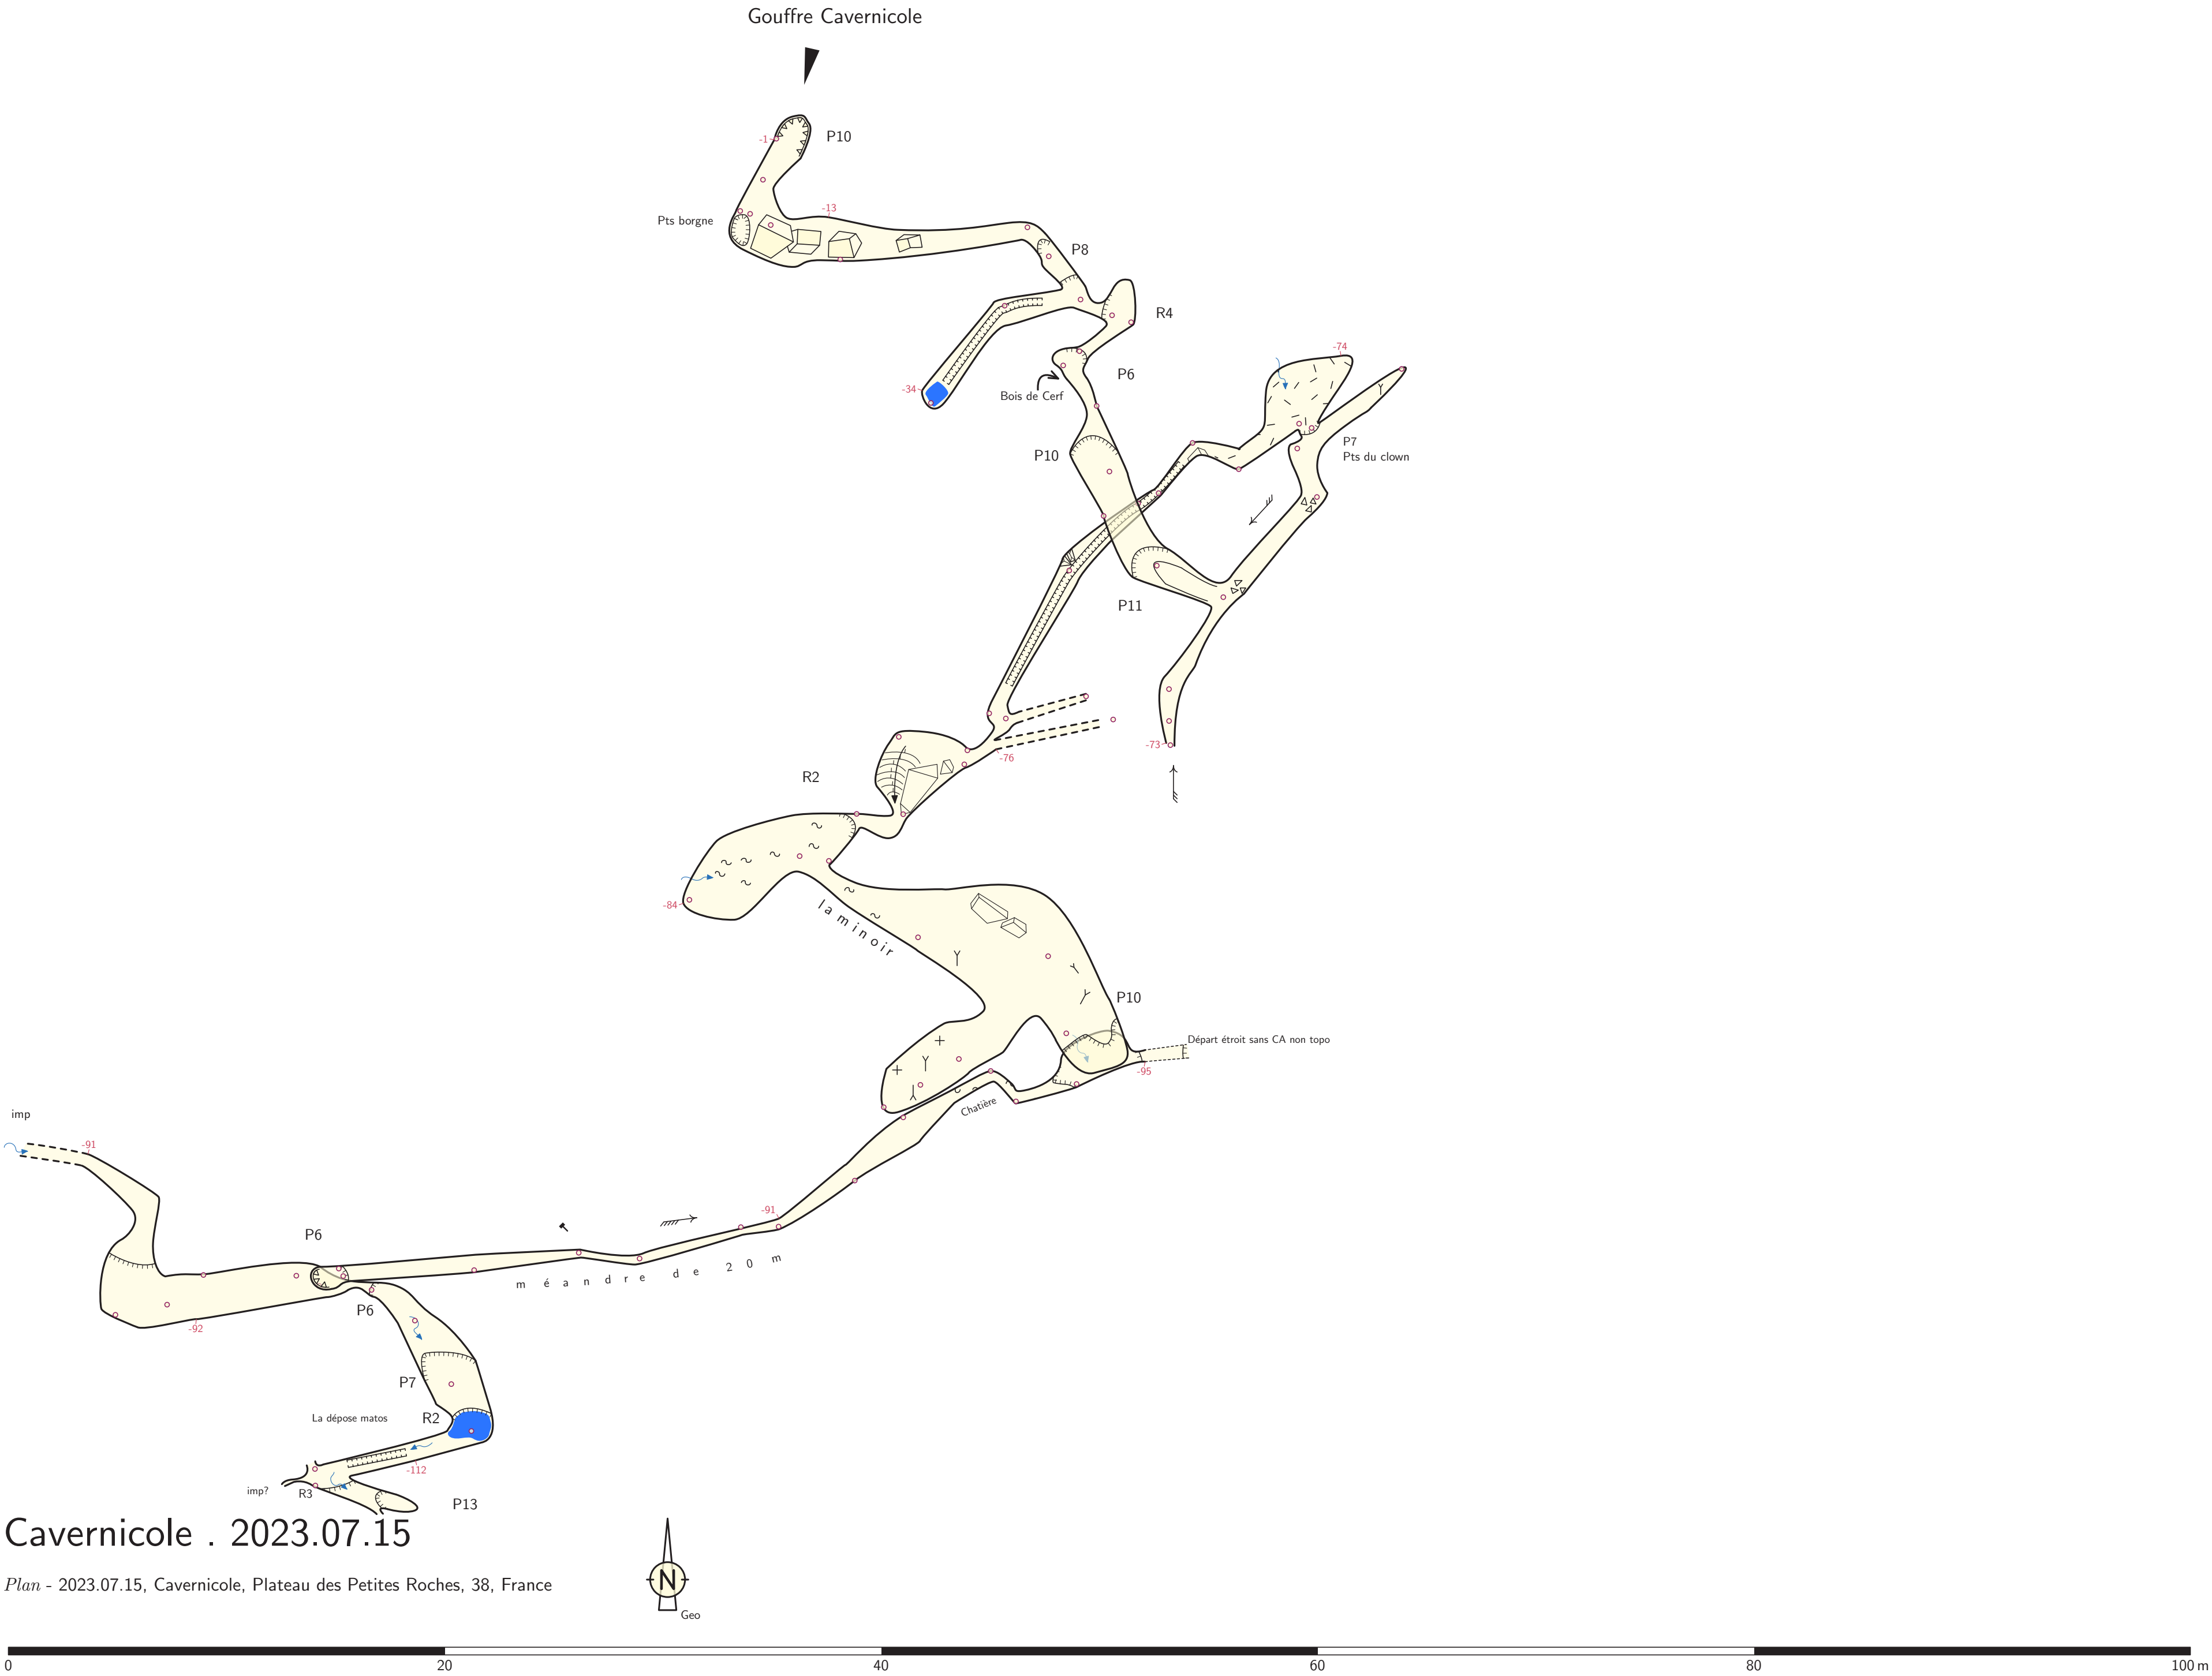 Gouffre Cavernicole
P10
-1
-13
Pts borgne
P8
R4
-74
P6
-34
Bois de Cerf
P7
Pts du clown
P10
P11
-73
-76
R2
-84
laminoir
P10
Départ étroit sans CA non topo
-95
Chatière
imp
-91
-91
P6
méandre de 20 m
P6
-92
P7
La dépose matos
R2
-112
imp?
R3
P13
Cavernicole . 2023.07.15
Plan - 2023.07.15, Cavernicole, Plateau des Petites Roches, 38, France
N
Geo
0 20 40 60 80 100 m